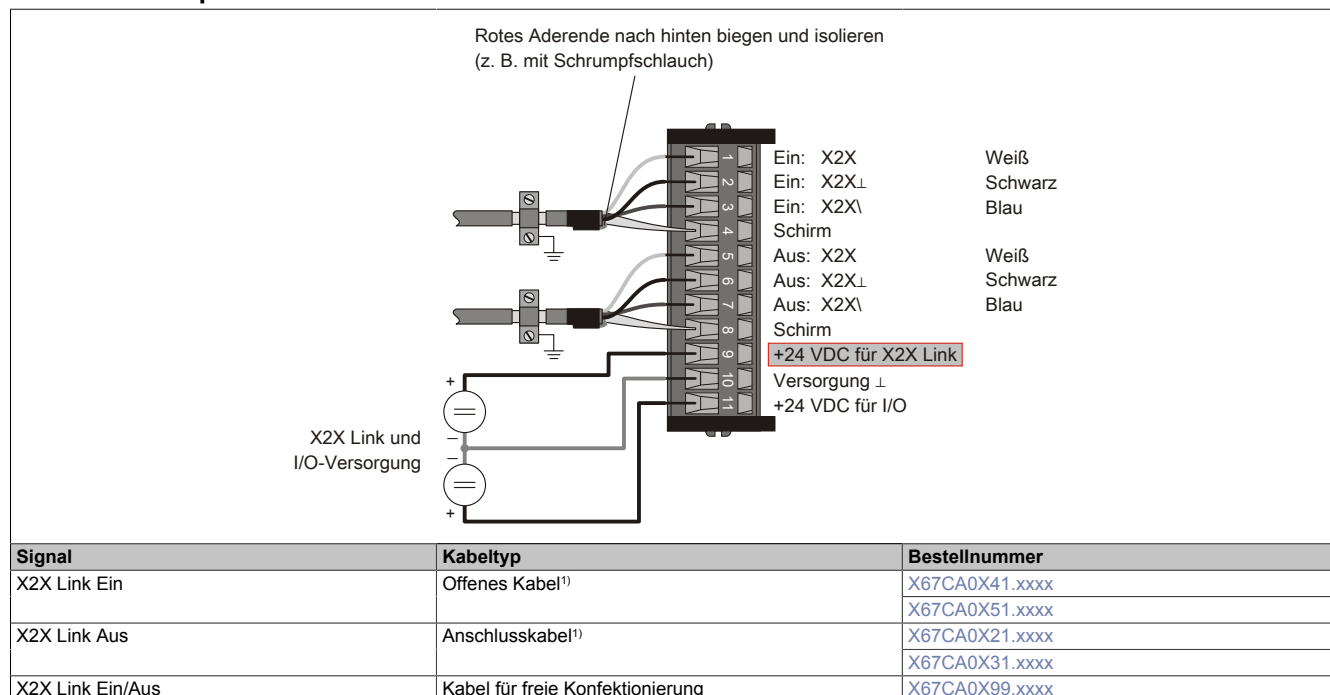 Rotes Aderende nach hinten biegen und isolieren
(z. B. mit Schrumpfschlauch)
1 Ein: X2X Weiß
2 Ein: X2X⊥ Schwarz
3 Ein: X2X\ Blau
4 Schirm
5 Aus: X2X Weiß
6 Aus: X2X⊥ Schwarz
7 Aus: X2X\ Blau
8 Schirm
9 +24 VDC für X2X Link
10 Versorgung ⊥
11 +24 VDC für I/O
+
–
X2X Link und
I/O-Versorgung
–
+
Signal Kabeltyp Bestellnummer
X2X Link Ein Offenes Kabel¹⁾ X67CA0X41.xxxx
X67CA0X51.xxxx
X2X Link Aus Anschlusskabel¹⁾ X67CA0X21.xxxx
X67CA0X31.xxxx
X2X Link Ein/Aus Kabel für freie Konfektionierung X67CA0X99.xxxx